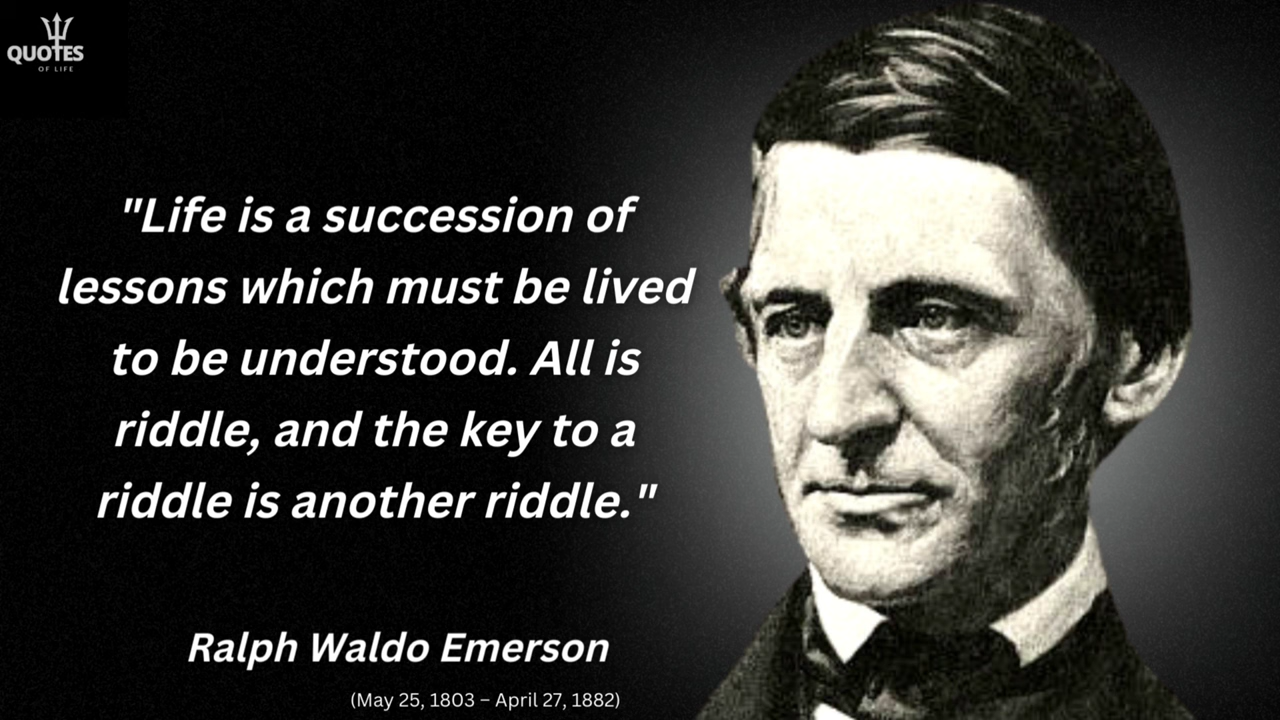 QUOTES
OF LIFE
"Life is a succession of
lessons which must be lived
to be understood. All is
riddle, and the key to a
riddle is another riddle."
Ralph Waldo Emerson
(May 25, 1803 – April 27, 1882)